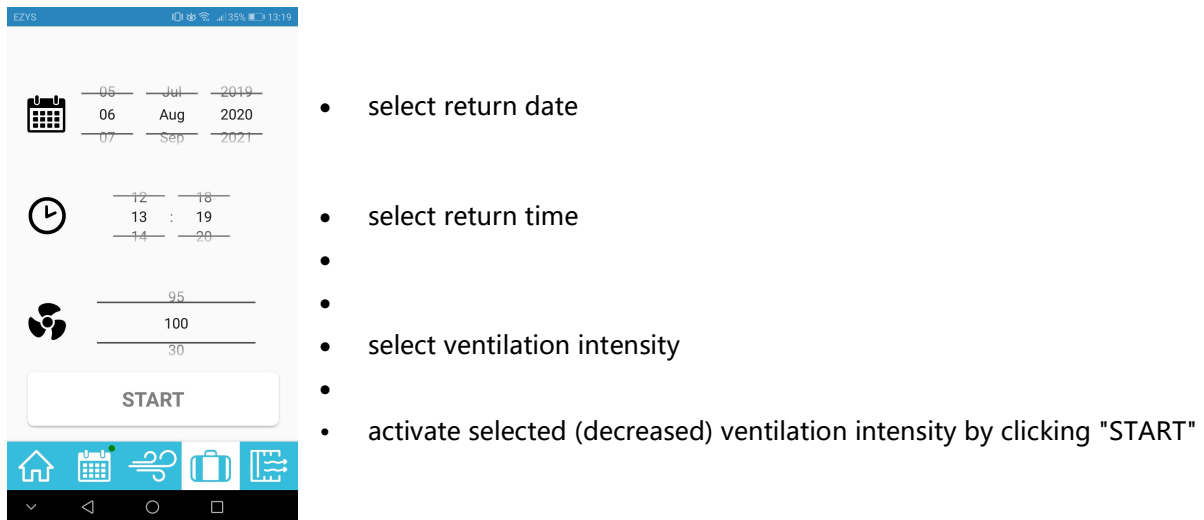 EZYS 35% 13:19
05 Jul 2019
06 Aug 2020
07 Sep 2021
• select return date
12 18
13 : 19
14 20
• select return time
•
•
95
100
30
• select ventilation intensity
•
START
• activate selected (decreased) ventilation intensity by clicking "START"